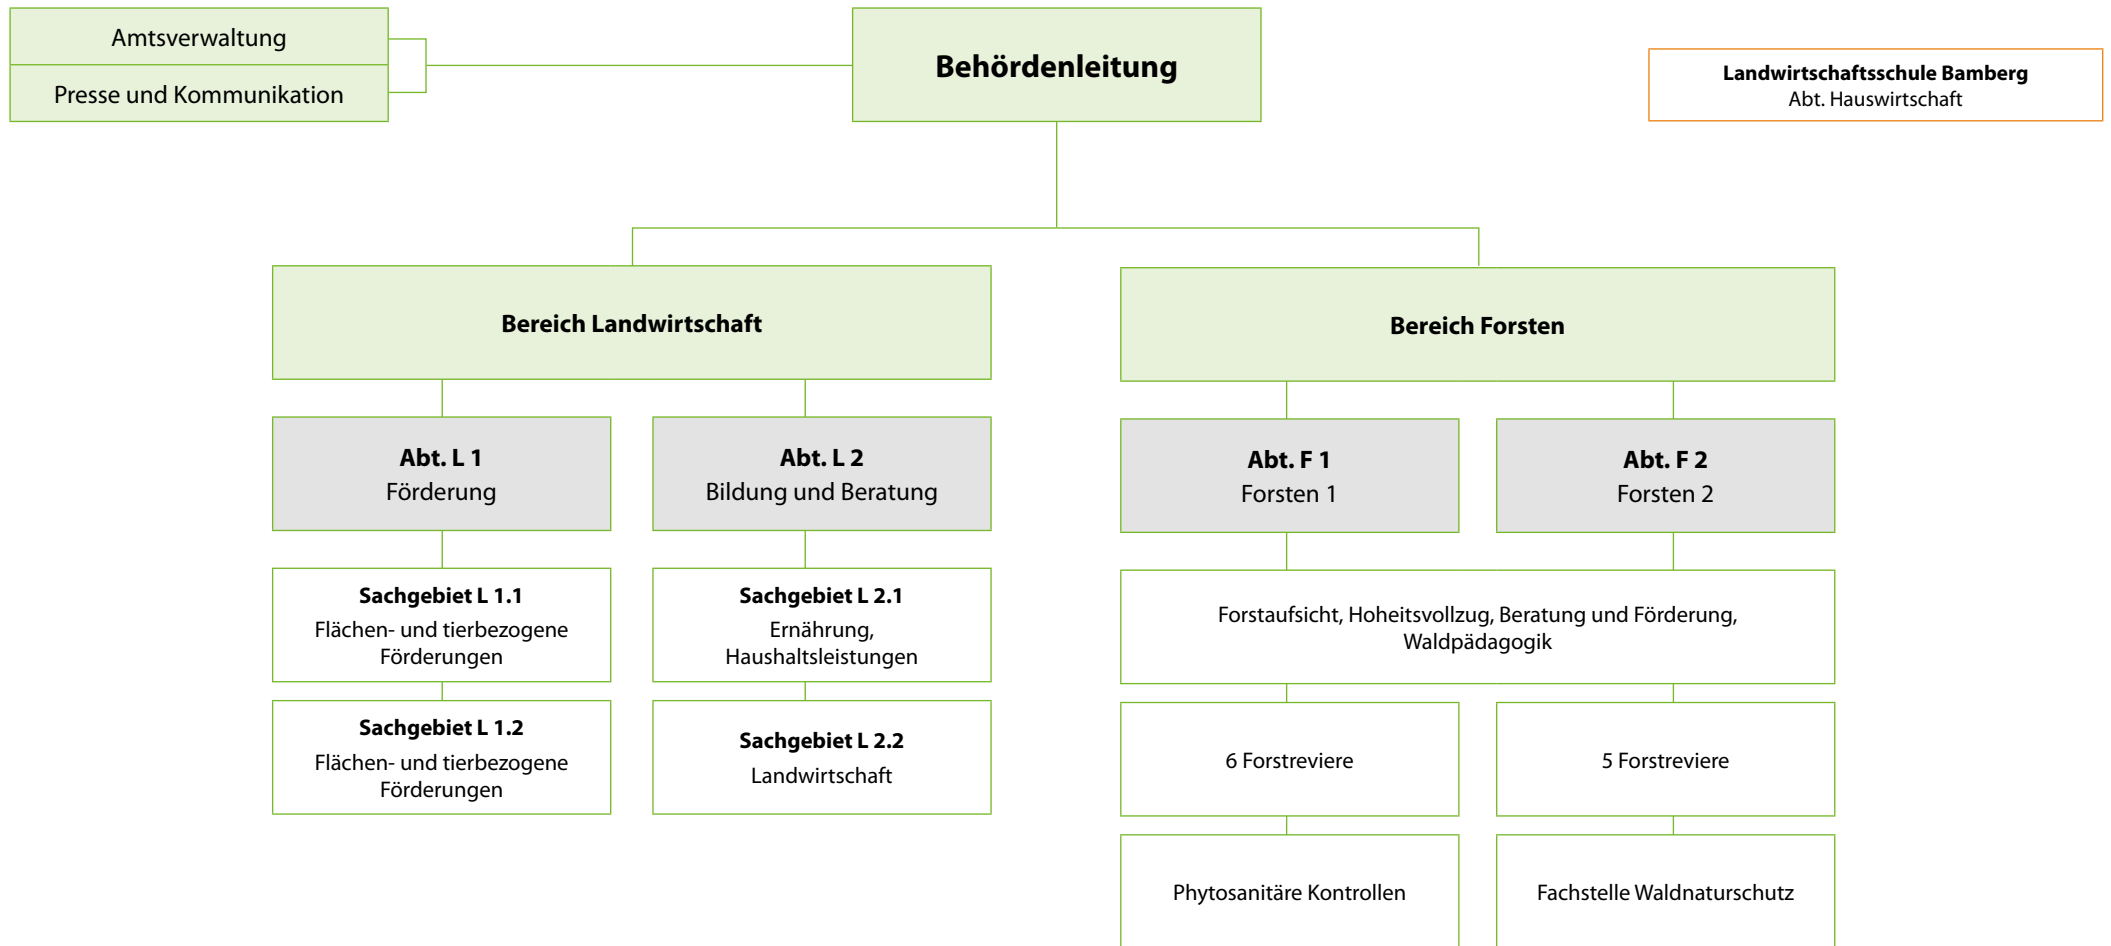 Amtsverwaltung
Presse und Kommunikation
Behördenleitung
Landwirtschaftsschule Bamberg
Abt. Hauswirtschaft
Bereich Landwirtschaft
Bereich Forsten
Abt. L 1
Förderung
Abt. L 2
Bildung und Beratung
Abt. F 1
Forsten 1
Abt. F 2
Forsten 2
Sachgebiet L 1.1
Flächen- und tierbezogene
Förderungen
Sachgebiet L 2.1
Ernährung,
Haushaltsleistungen
Forstaufsicht, Hoheitsvollzug, Beratung und Förderung,
Waldpädagogik
Sachgebiet L 1.2
Flächen- und tierbezogene
Förderungen
Sachgebiet L 2.2
Landwirtschaft
6 Forstreviere
5 Forstreviere
Phytosanitäre Kontrollen
Fachstelle Waldnaturschutz